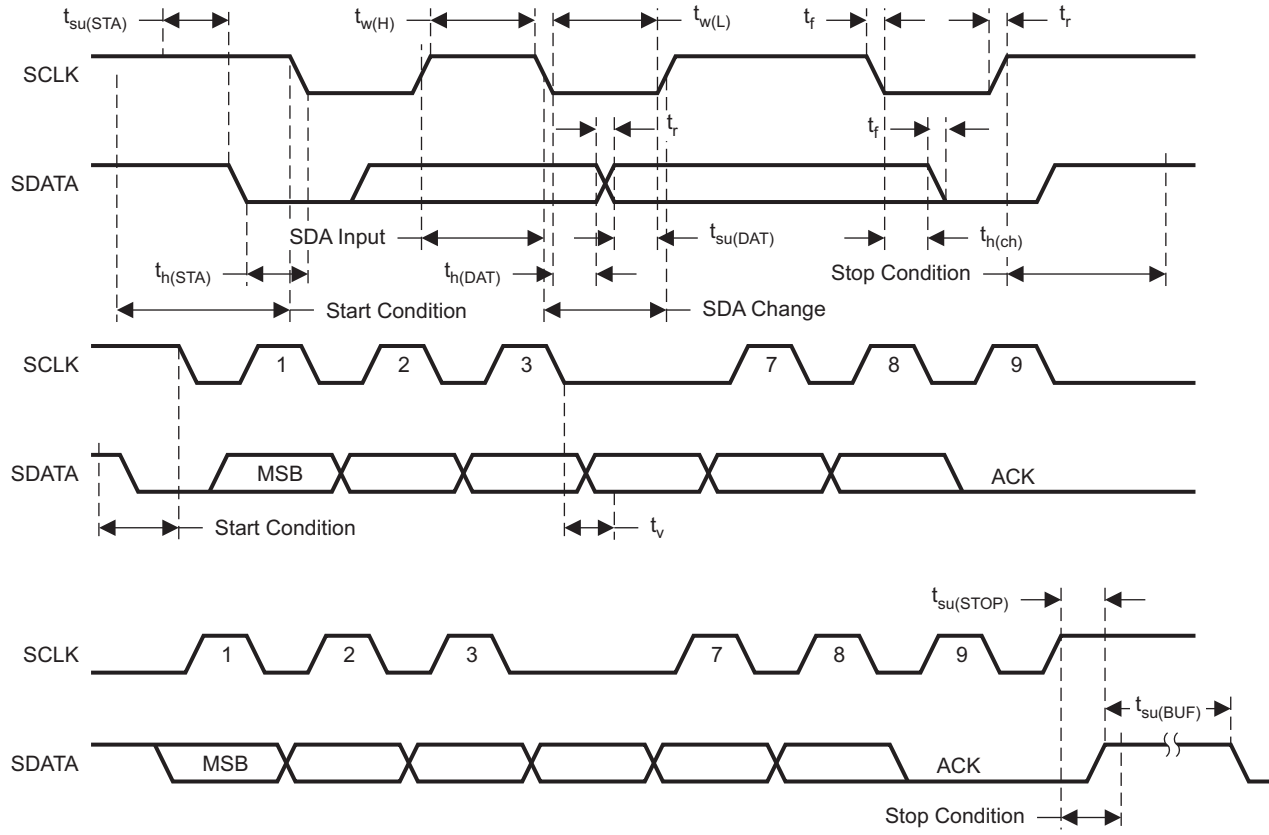 t_su(STA) t_w(H) t_w(L) t_f t_r
SCLK
t_r t_f
SDATA
SDA Input t_su(DAT) t_h(ch)
t_h(STA) t_h(DAT) Stop Condition
Start Condition SDA Change
SCLK 1 2 3 7 8 9
SDATA MSB ACK
Start Condition t_v
t_su(STOP)
SCLK 1 2 3 7 8 9
t_su(BUF)
SDATA MSB ACK
Stop Condition